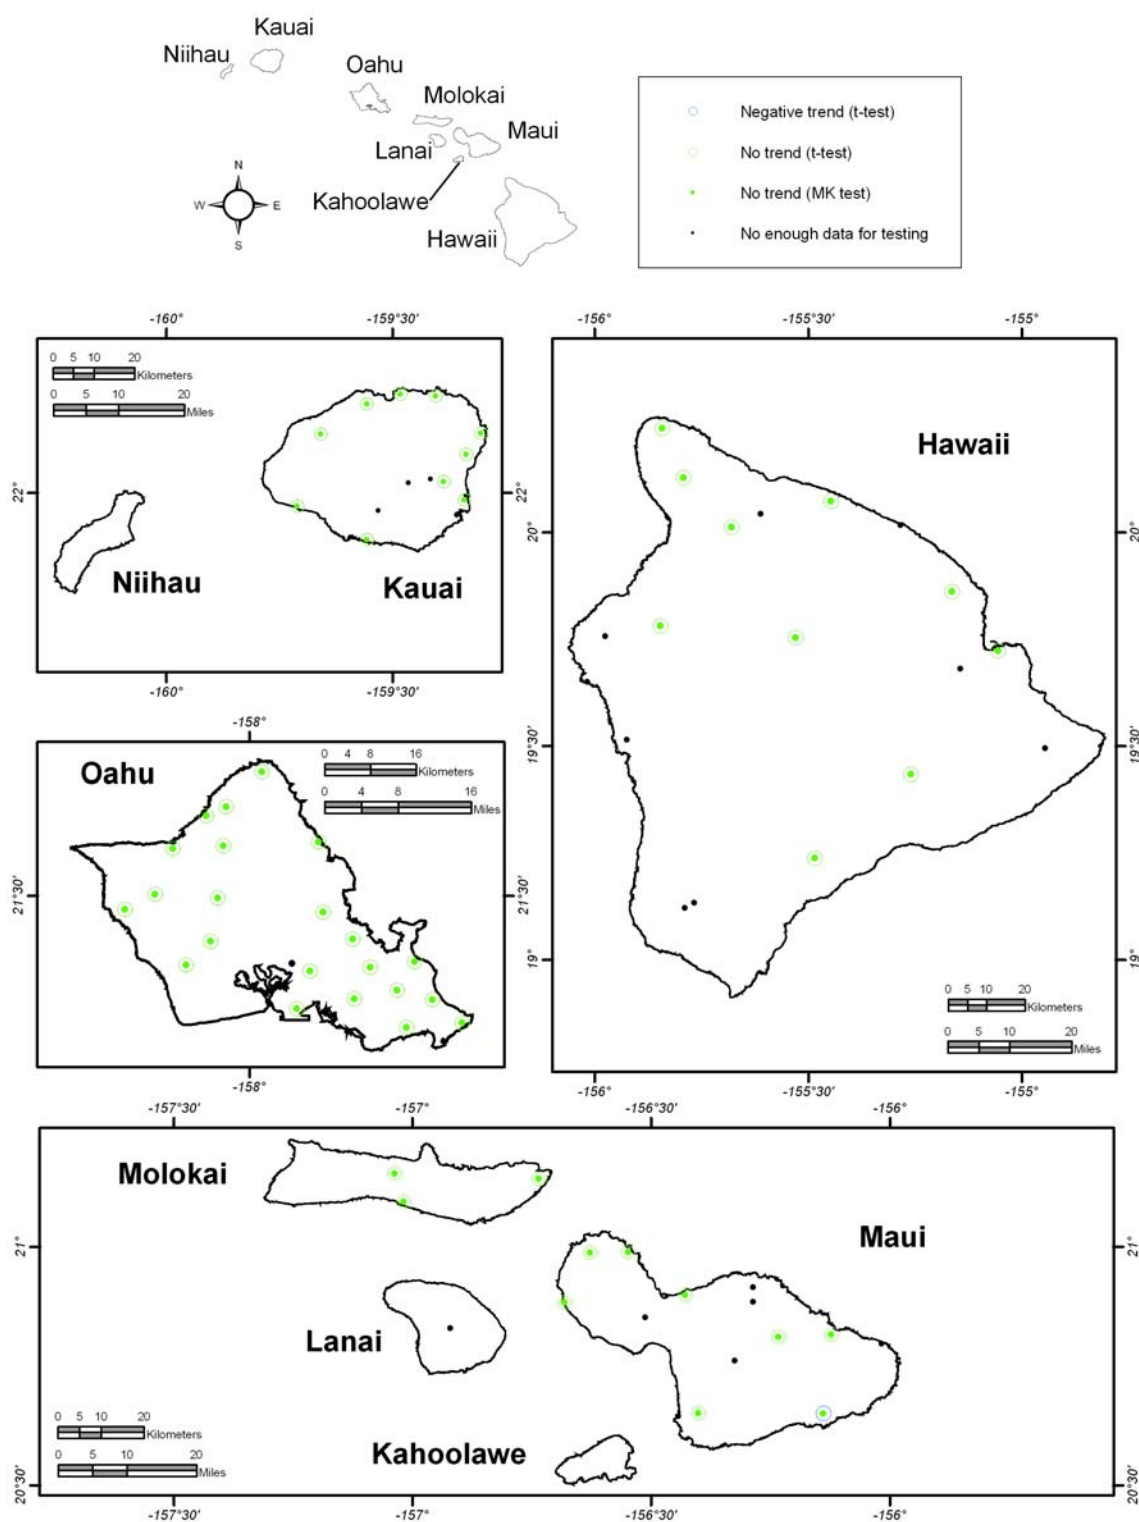 Kauai
Niihau
Oahu
Molokai
Maui
Lanai
Kahoolawe
Hawaii
N
W E
S
Negative trend (t-test)
No trend (t-test)
No trend (MK test)
No enough data for testing
-160° -159°30'
0 5 10 20
Kilometers
0 5 10 20
Miles
22° 22°
Niihau
Kauai
-160° -159°30'
-156° -155°30' -155°
Hawaii
20° 20°
19°30' 19°30'
19° 19°
0 5 10 20
Kilometers
0 5 10 20
Miles
-156° -155°30' -155°
-158°
Oahu
0 4 8 16
Kilometers
0 4 8 16
Miles
21°30' 21°30'
-158°
-157°30' -157° -156°30' -156°
Molokai
Maui
21° 21°
Lanai
Kahoolawe
0 5 10 20
Kilometers
0 5 10 20
Miles
20°30' 20°30'
-157°30' -157° -156°30' -156°